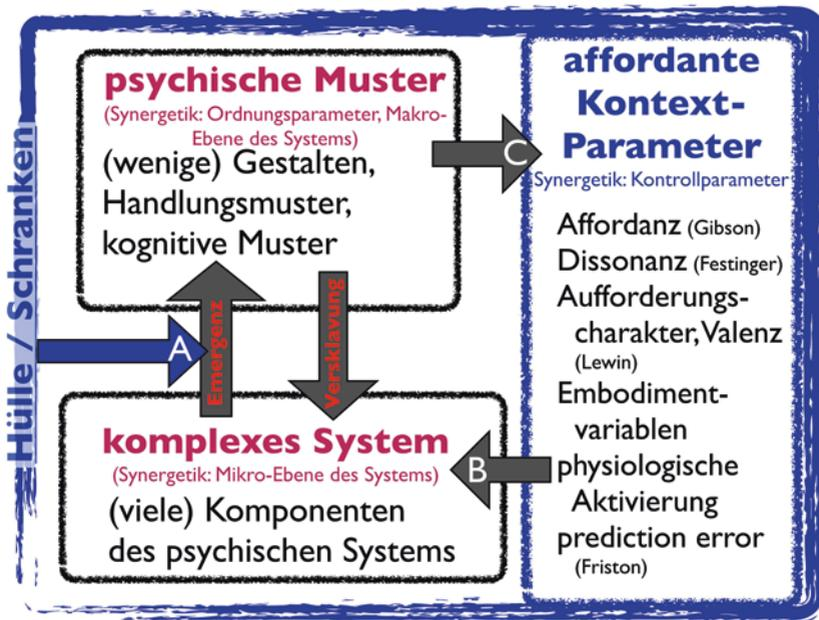 Hülle / Schranken
psychische Muster
(Synergetik: Ordnungsparameter, Makro-
Ebene des Systems)
(wenige) Gestalten,
Handlungsmuster,
kognitive Muster
C
A
Emergenz
Versklavung
komplexes System
(Synergetik: Mikro-Ebene des Systems)
(viele) Komponenten
des psychischen Systems
B
affordante
Kontext-
Parameter
Synergetik: Kontrollparameter
Affordanz (Gibson)
Dissonanz (Festinger)
Aufforderungs-
charakter, Valenz
(Lewin)
Embodiment-
variablen
physiologische
Aktivierung
prediction error
(Friston)